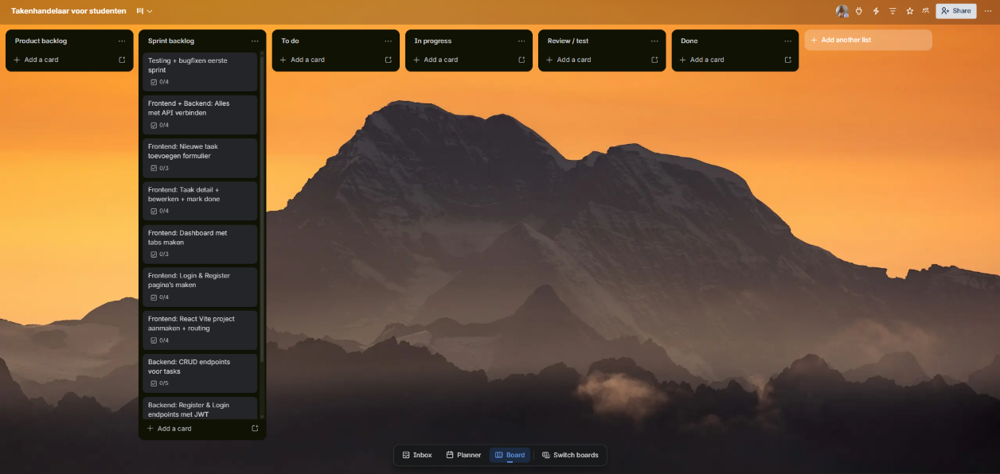 Takenhandelaar voor studenten
Share
Product backlog
Add a card
Sprint backlog
Testing + bugfixen eerste
sprint
0/4
Frontend + Backend: Alles
met API verbinden
0/4
Frontend: Nieuwe taak
toevoegen formulier
0/3
Frontend: Taak detail +
bewerken + mark done
0/4
Frontend: Dashboard met
tabs maken
0/3
Frontend: Login & Register
pagina's maken
0/4
Frontend: React Vite project
aanmaken + routing
0/4
Backend: CRUD endpoints
voor tasks
0/5
Backend: Register & Login
endpoints met JWT
Add a card
To do
Add a card
In progress
Add a card
Review / test
Add a card
Done
Add a card
Add another list
Inbox
Planner
Board
Switch boards